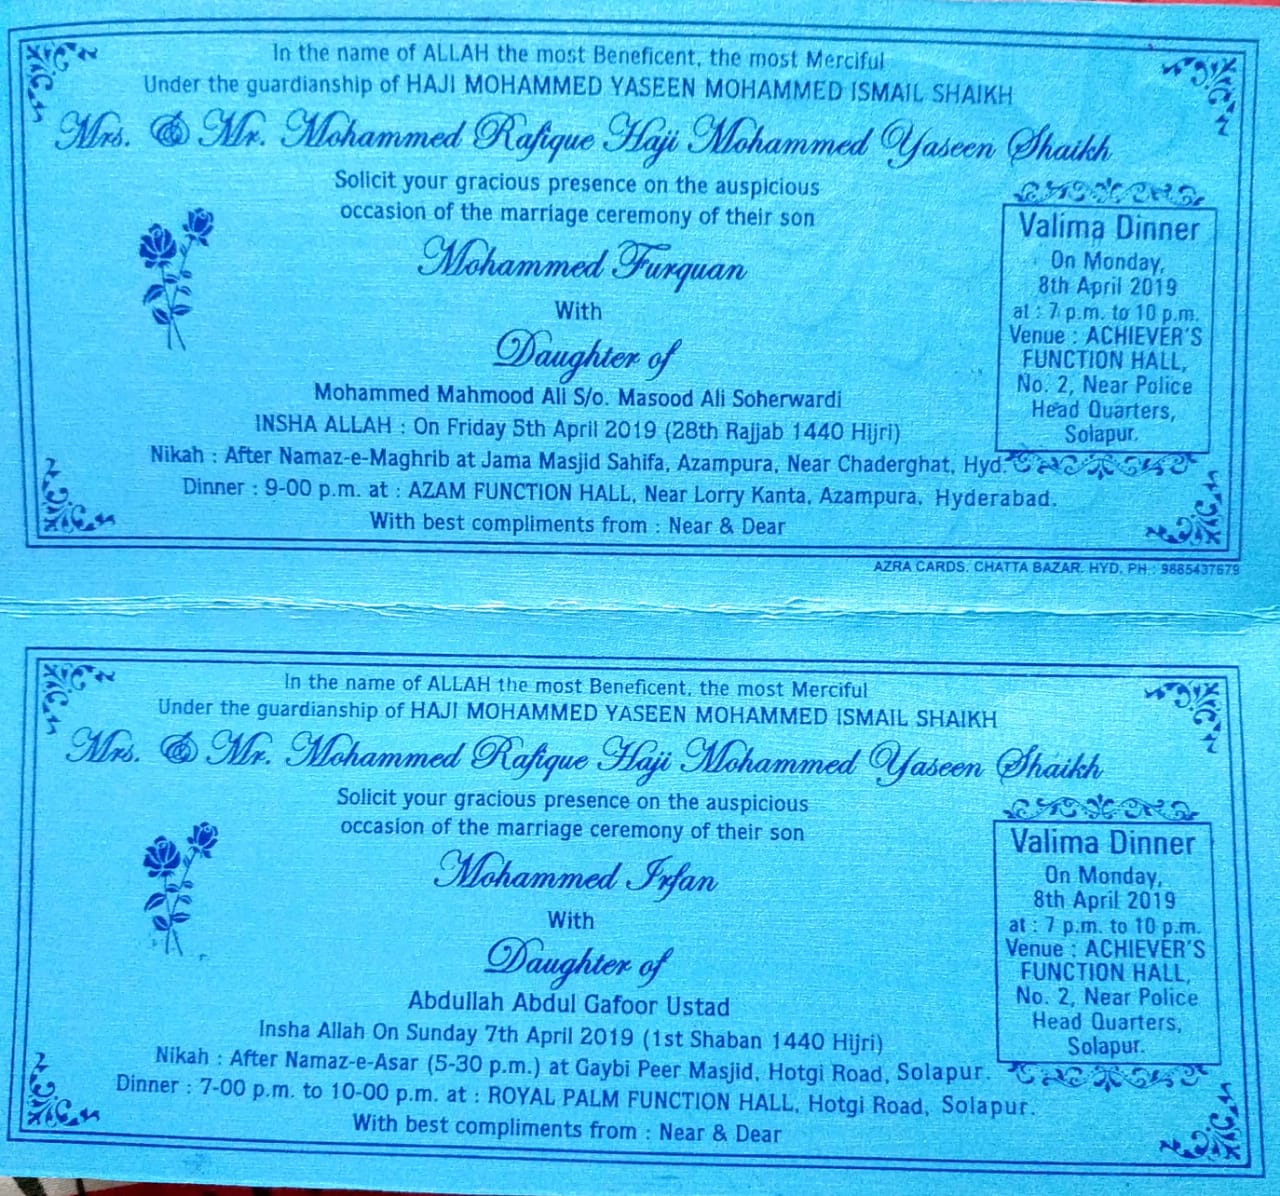 In the name of ALLAH the most Beneficent, the most Merciful
Under the guardianship of HAJI MOHAMMED YASEEN MOHAMMED ISMAIL SHAIKH
Mrs. & Mr. Mohammed Rafique Haji Mohammed Yaseen Shaikh
Solicit your gracious presence on the auspicious
occasion of the marriage ceremony of their son
Mohammed Furquan
With
Daughter of
Mohammed Mahmood Ali S/o. Masood Ali Soherwardi
INSHA ALLAH : On Friday 5th April 2019 (28th Rajjab 1440 Hijri)
Nikah : After Namaz-e-Maghrib at Jama Masjid Sahifa, Azampura, Near Chaderghat, Hyd.
Dinner : 9-00 p.m. at : AZAM FUNCTION HALL, Near Lorry Kanta, Azampura, Hyderabad.
With best compliments from : Near & Dear
Valima Dinner
On Monday,
8th April 2019
at : 7 p.m. to 10 p.m.
Venue : ACHIEVER'S
FUNCTION HALL,
No. 2, Near Police
Head Quarters,
Solapur.
AZRA CARDS, CHATTA BAZAR, HYD. PH : 9885437679
In the name of ALLAH the most Beneficent, the most Merciful
Under the guardianship of HAJI MOHAMMED YASEEN MOHAMMED ISMAIL SHAIKH
Mrs. & Mr. Mohammed Rafique Haji Mohammed Yaseen Shaikh
Solicit your gracious presence on the auspicious
occasion of the marriage ceremony of their son
Mohammed Irfan
With
Daughter of
Abdullah Abdul Gafoor Ustad
Insha Allah On Sunday 7th April 2019 (1st Shaban 1440 Hijri)
Nikah : After Namaz-e-Asar (5-30 p.m.) at Gaybi Peer Masjid, Hotgi Road, Solapur.
Dinner : 7-00 p.m. to 10-00 p.m. at : ROYAL PALM FUNCTION HALL, Hotgi Road, Solapur.
With best compliments from : Near & Dear
Valima Dinner
On Monday,
8th April 2019
at : 7 p.m. to 10 p.m.
Venue : ACHIEVER'S
FUNCTION HALL,
No. 2, Near Police
Head Quarters,
Solapur.